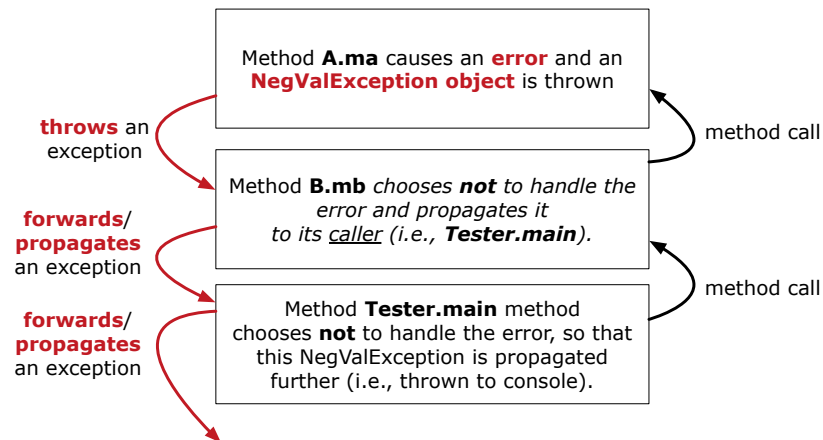 Method A.ma causes an error and an
NegValException object is thrown
throws an
exception
method call
Method B.mb chooses not to handle the
error and propagates it
to its caller (i.e., Tester.main).
forwards/
propagates
an exception
method call
Method Tester.main method
chooses not to handle the error, so that
this NegValException is propagated
further (i.e., thrown to console).
forwards/
propagates
an exception